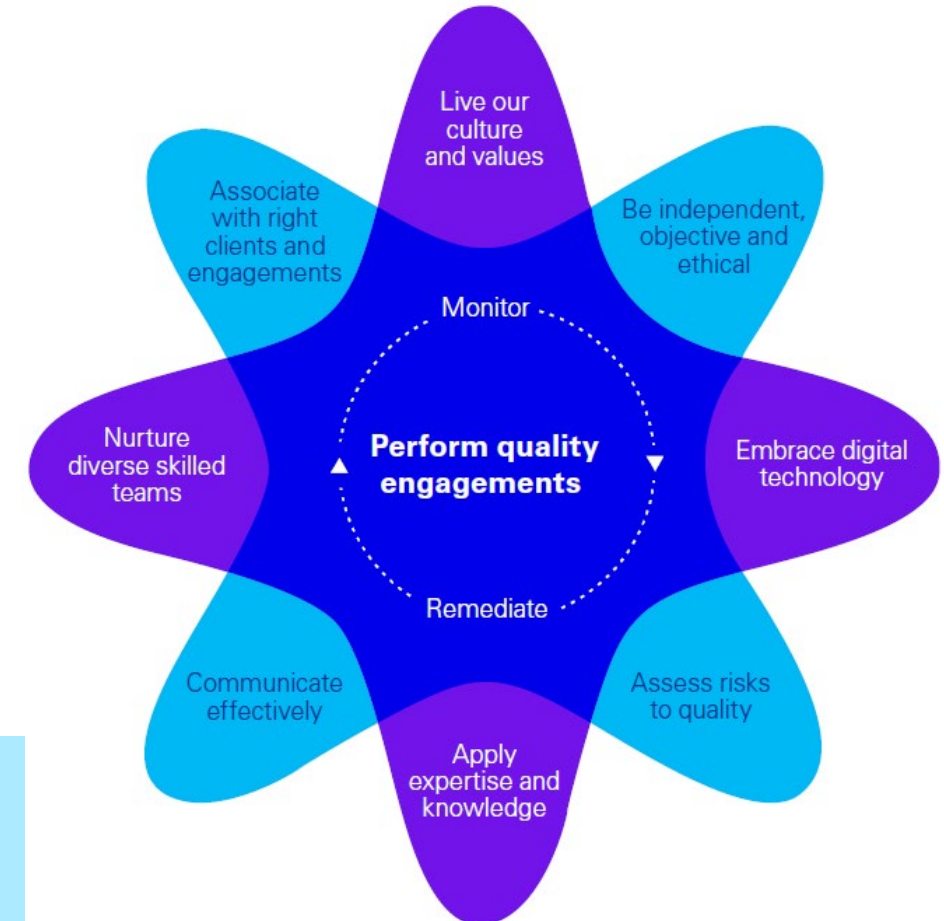 Live our
culture
and values
Be independent,
objective and
ethical
Embrace digital
technology
Assess risks
to quality
Apply
expertise and
knowledge
Communicate
effectively
Nurture
diverse skilled
teams
Associate
with right
clients and
engagements
Monitor
Perform quality
engagements
Remediate